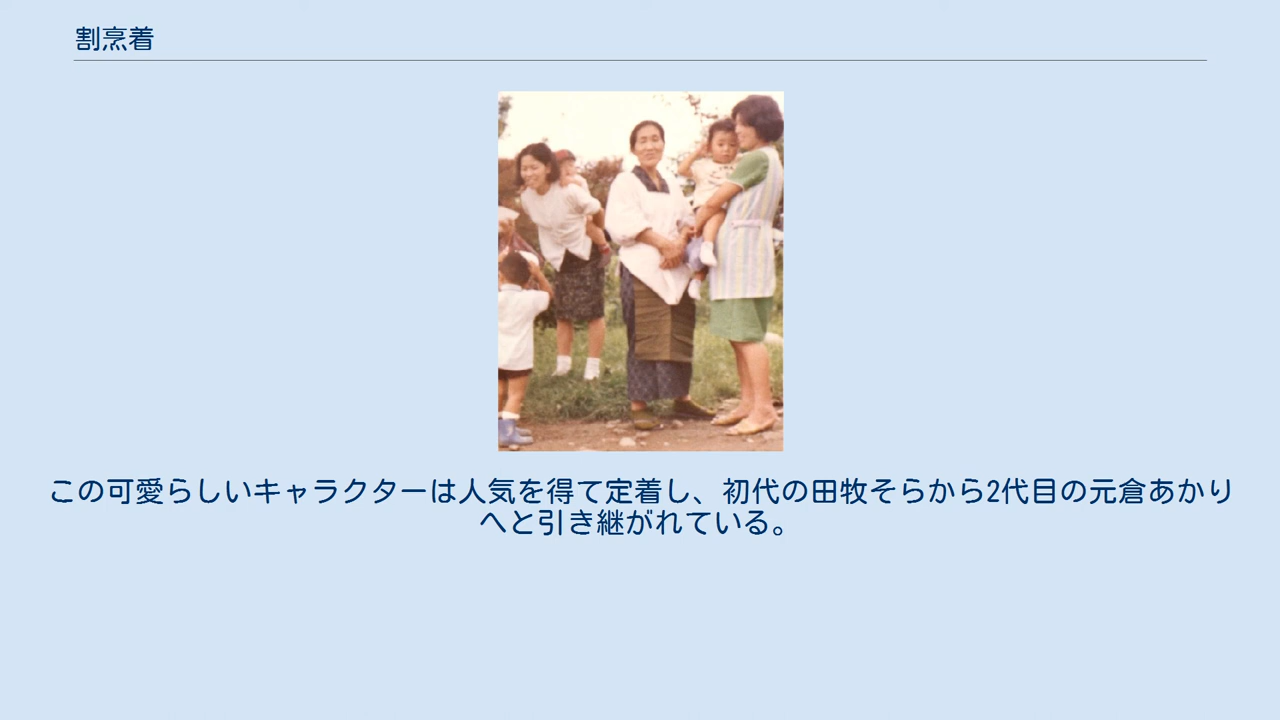 割烹着
この可愛らしいキャラクターは人気を得て定着し、初代の田牧そらから2代目の元倉あかり
へと引き継がれている。